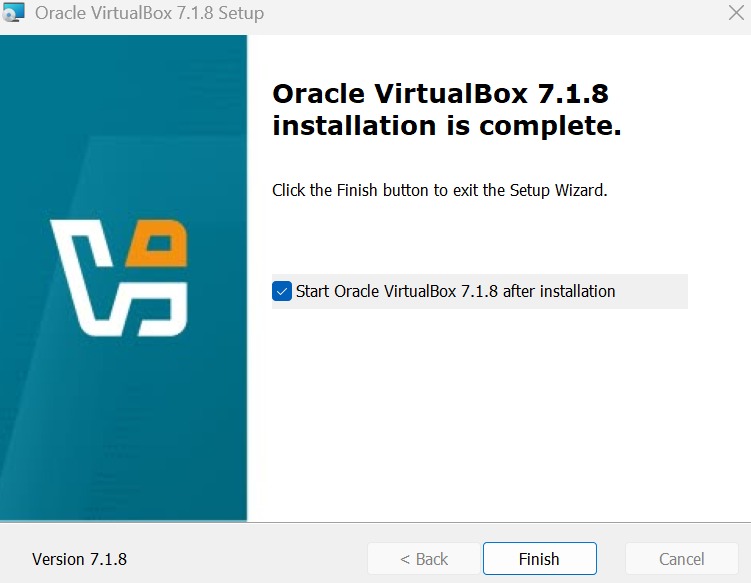 Oracle VirtualBox 7.1.8 Setup
Oracle VirtualBox 7.1.8
installation is complete.
Click the Finish button to exit the Setup Wizard.
Start Oracle VirtualBox 7.1.8 after installation
Version 7.1.8
< Back
Finish
Cancel